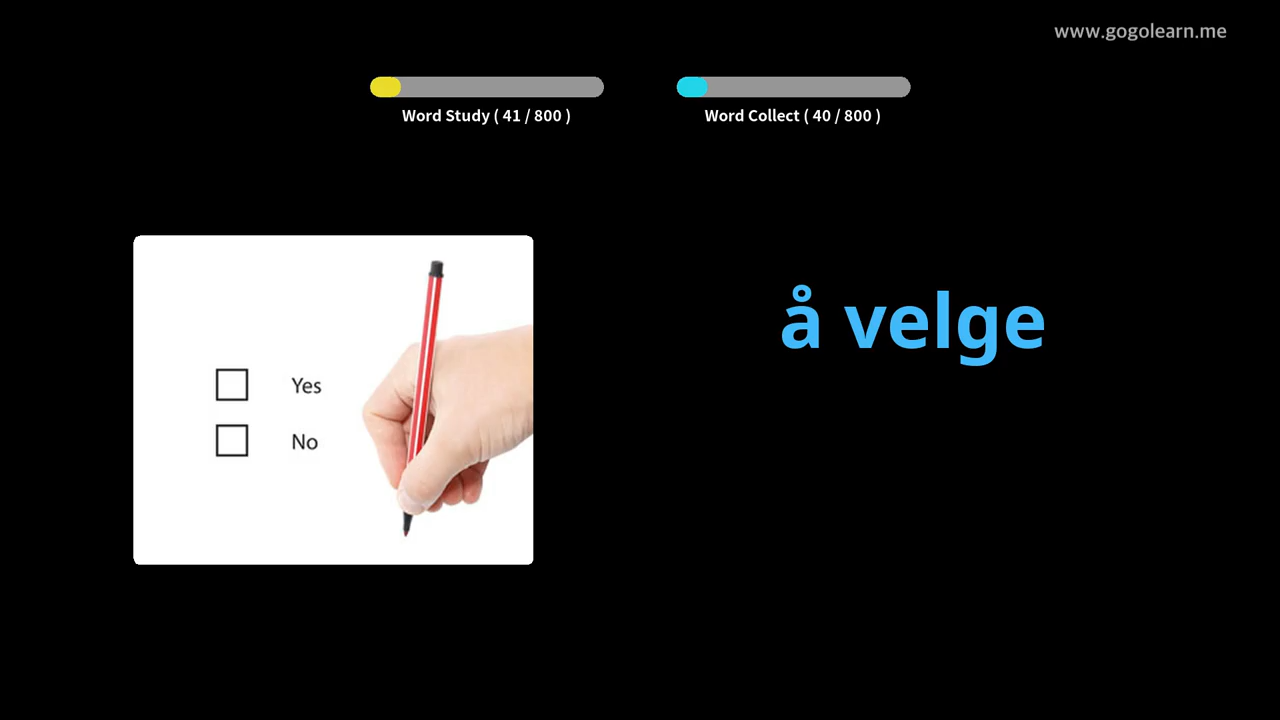 www.gogolearn.me
Word Study ( 41 / 800 )
Word Collect ( 40 / 800 )
å velge
Yes
No